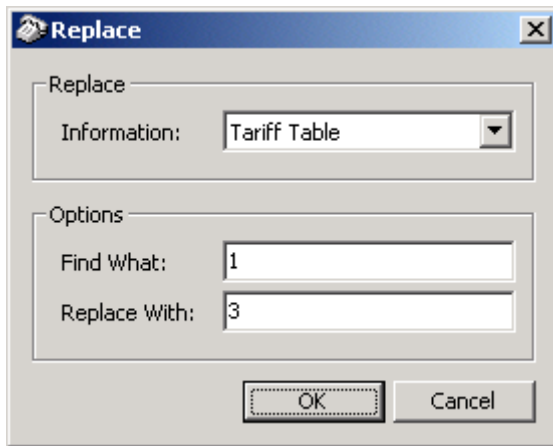 Replace
Replace
Information: Tariff Table
Options
Find What: 1
Replace With: 3
OK Cancel